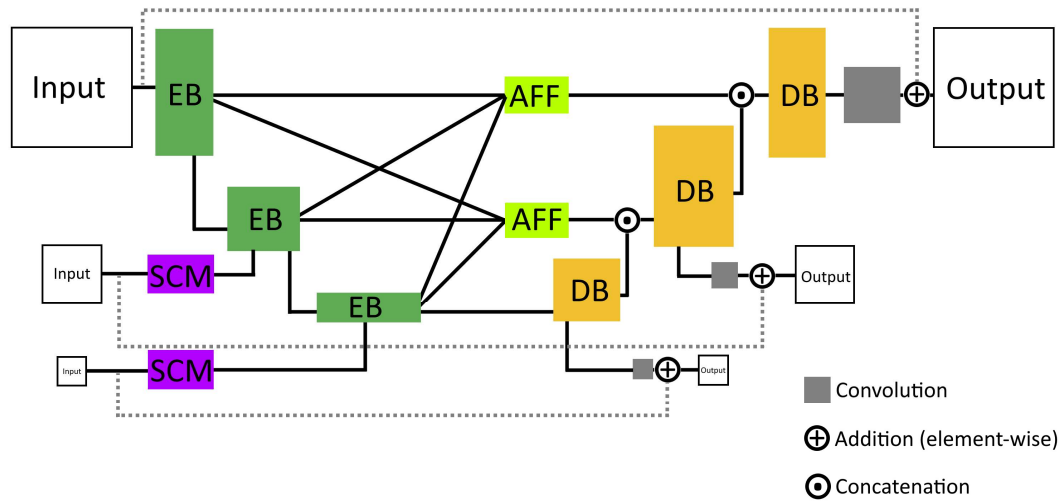 Input
EB
AFF
DB
Output
EB
AFF
DB
Input
SCM
EB
DB
Output
Input
SCM
Output
Convolution
Addition (element-wise)
Concatenation